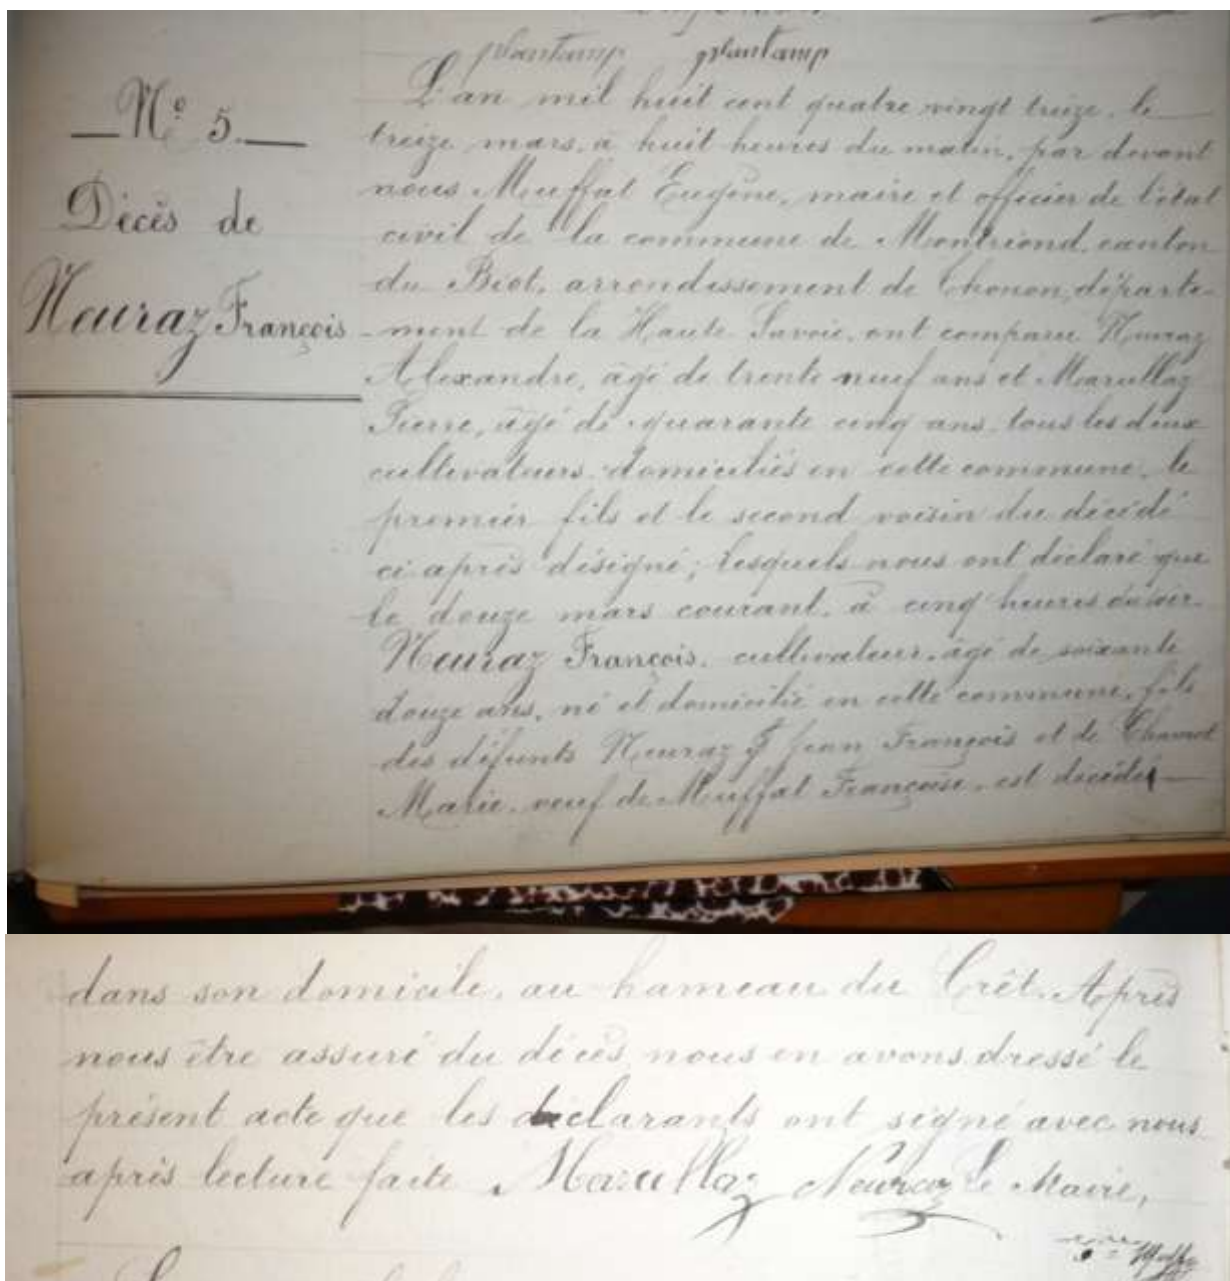 plantamp plantamp
N° 5.
Décès de
Neuraz François
L'an mil huit cent quatre vingt treize, le
treize mars, à huit heures du matin, par devant
nous Muffat Eugène, maire et officier de l'état
civil de la commune de Montriond, canton
du Biot, arrondissement de Thonon, départe-
ment de la Haute Savoie, ont comparu Neuraz
Alexandre, âgé de trente neuf ans et Marullaz
Pierre, âgé de quarante cinq ans, tous les deux
cultivateurs domiciliés en cette commune, le
premier fils et le second voisin du décédé
ci après désigné; lesquels nous ont déclaré que
le douze mars courant, à cinq heures du soir
Neuraz François, cultivateur, âgé de soixante
douze ans, né et domicilié en cette commune, fils
des défunts Neuraz Jean François et de Chavnot
Marie, veuf de Muffat Françoise, est décédé
dans son domicile, au hameau du Crêt. Après
nous être assuré du décès, nous en avons dressé le
présent acte que les déclarants ont signé avec nous
après lecture faite Marullaz Neuraz Le Maire,